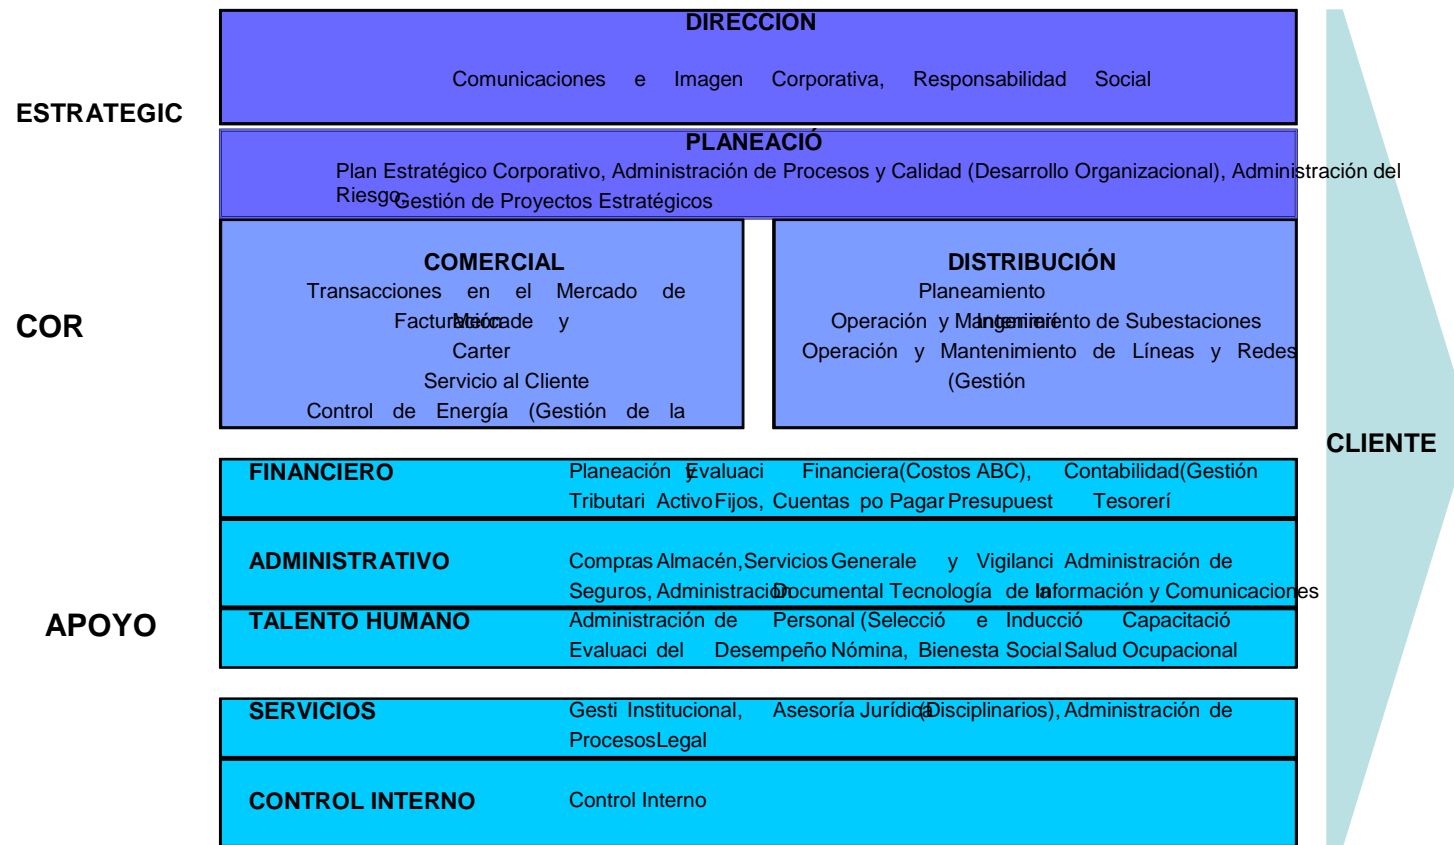 DIRECCION
Comunicaciones e Imagen Corporativa, Responsabilidad Social
ESTRATEGIC
PLANEACIÓ
Plan Estratégico Corporativo, Administración de Procesos y Calidad (Desarrollo Organizacional), Administración del
Riesgo,
Gestión de Proyectos Estratégicos
COR
COMERCIAL
Transacciones en el Mercado de
Facturación Mercade y
Carter
Servicio al Cliente
Control de Energía (Gestión de la
DISTRIBUCIÓN
Planeamiento
Operación y Mantenimiento de Subestaciones
Operación y Mantenimiento de Líneas y Redes
(Gestión
CLIENTE
APOYO
FINANCIERO
Planeación y Evaluaci Financiera(Costos ABC), Contabilidad(Gestión
Tributari Activo Fijos, Cuentas po Pagar Presupuest Tesorerí
ADMINISTRATIVO
Compras Almacén, Servicios Generale y Vigilanci Administración de
Seguros, Administración Documental Tecnología de la Información y Comunicaciones
TALENTO HUMANO
Administración de Personal (Selecció e Inducció Capacitació
Evaluaci del Desempeño Nómina, Bienesta Social Salud Ocupacional
SERVICIOS
Gesti Institucional, Asesoría Jurídica (Disciplinarios), Administración de
Procesos Legal
CONTROL INTERNO
Control Interno